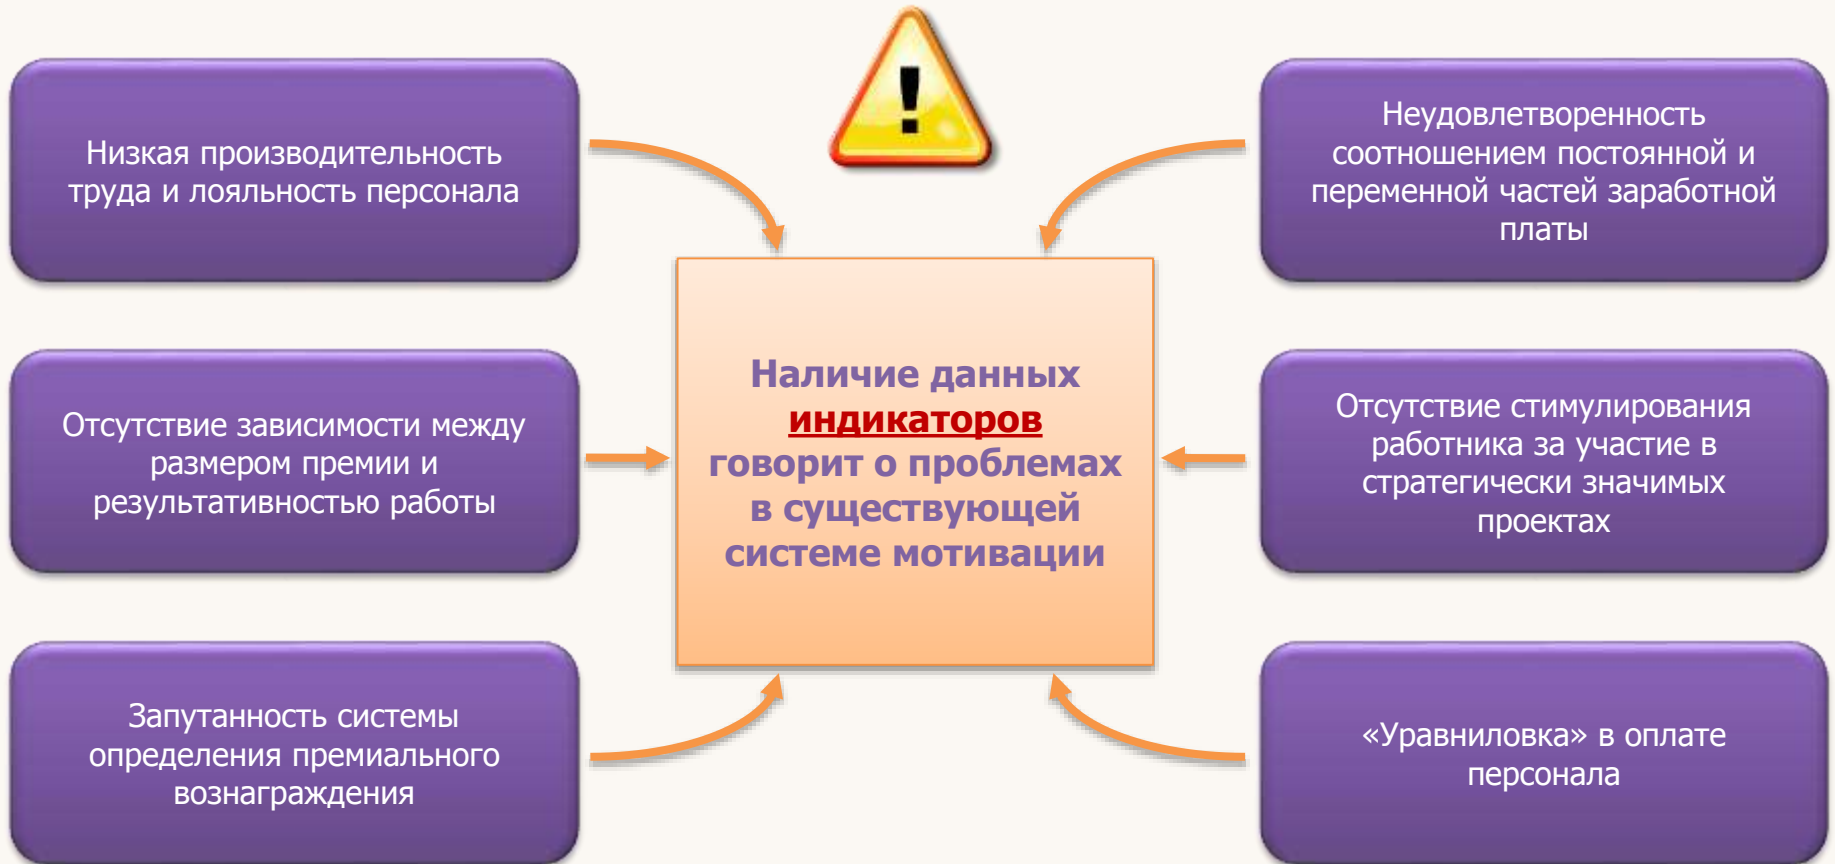 !
Низкая производительность
труда и лояльность персонала
Отсутствие зависимости между
размером премии и
результативностью работы
Запутанность системы
определения премиального
вознаграждения
Наличие данных
индикаторов
говорит о проблемах
в существующей
системе мотивации
Неудовлетворенность
соотношением постоянной и
переменной частей заработной
платы
Отсутствие стимулирования
работника за участие в
стратегически значимых
проектах
«Уравниловка» в оплате
персонала